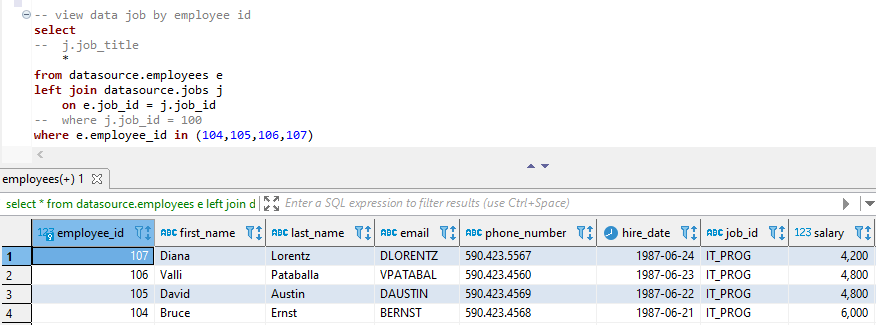 -- view data job by employee id
select
--  j.job_title
*
from datasource.employees e
left join datasource.jobs j
on e.job_id = j.job_id
--  where j.job_id = 100
where e.employee_id in (104,105,106,107)
employees(+) 1
select * from datasource.employees e left join d Enter a SQL expression to filter results (use Ctrl+Space)
123 employee_id ABC first_name ABC last_name ABC email ABC phone_number hire_date ABC job_id 123 salary
1 107 Diana Lorentz DLORENTZ 590.423.5567 1987-06-24 IT_PROG 4,200
2 106 Valli Pataballa VPATABAL 590.423.4560 1987-06-23 IT_PROG 4,800
3 105 David Austin DAUSTIN 590.423.4569 1987-06-22 IT_PROG 4,800
4 104 Bruce Ernst BERNST 590.423.4568 1987-06-21 IT_PROG 6,000